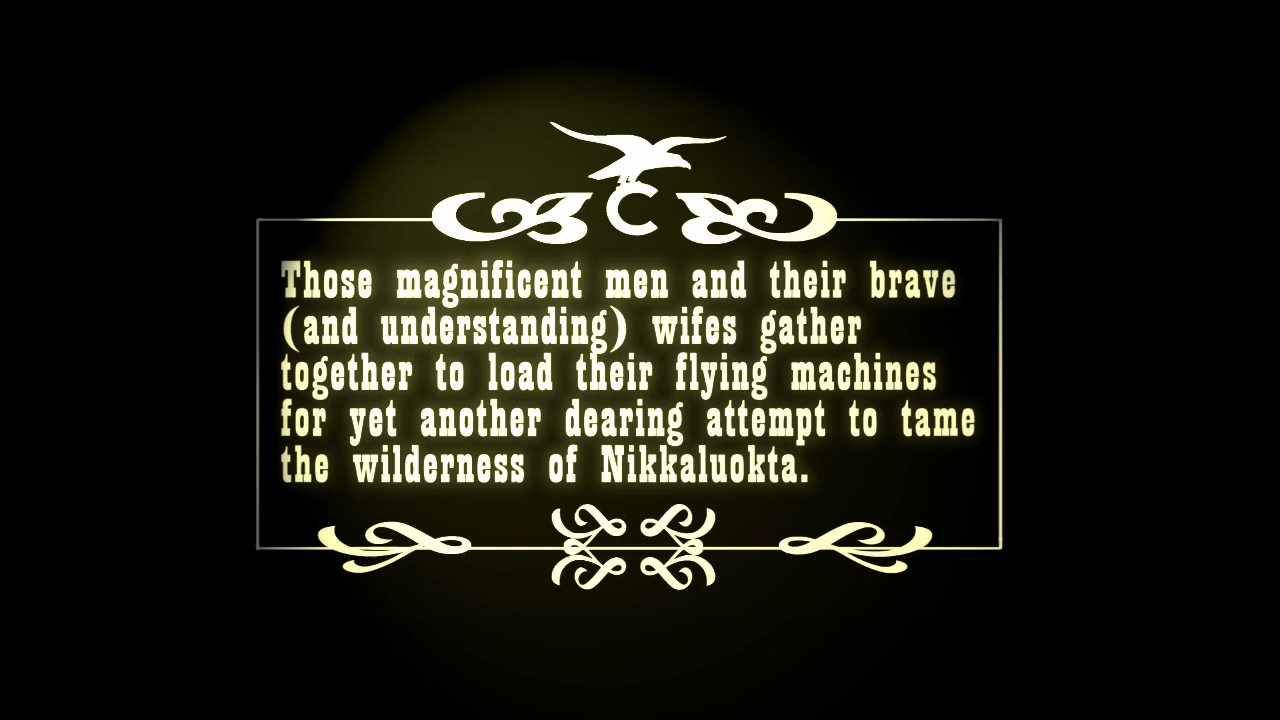 C
Those magnificent men and their brave
(and understanding) wifes gather
together to load their flying machines
for yet another dearing attempt to tame
the wilderness of Nikkaluokta.